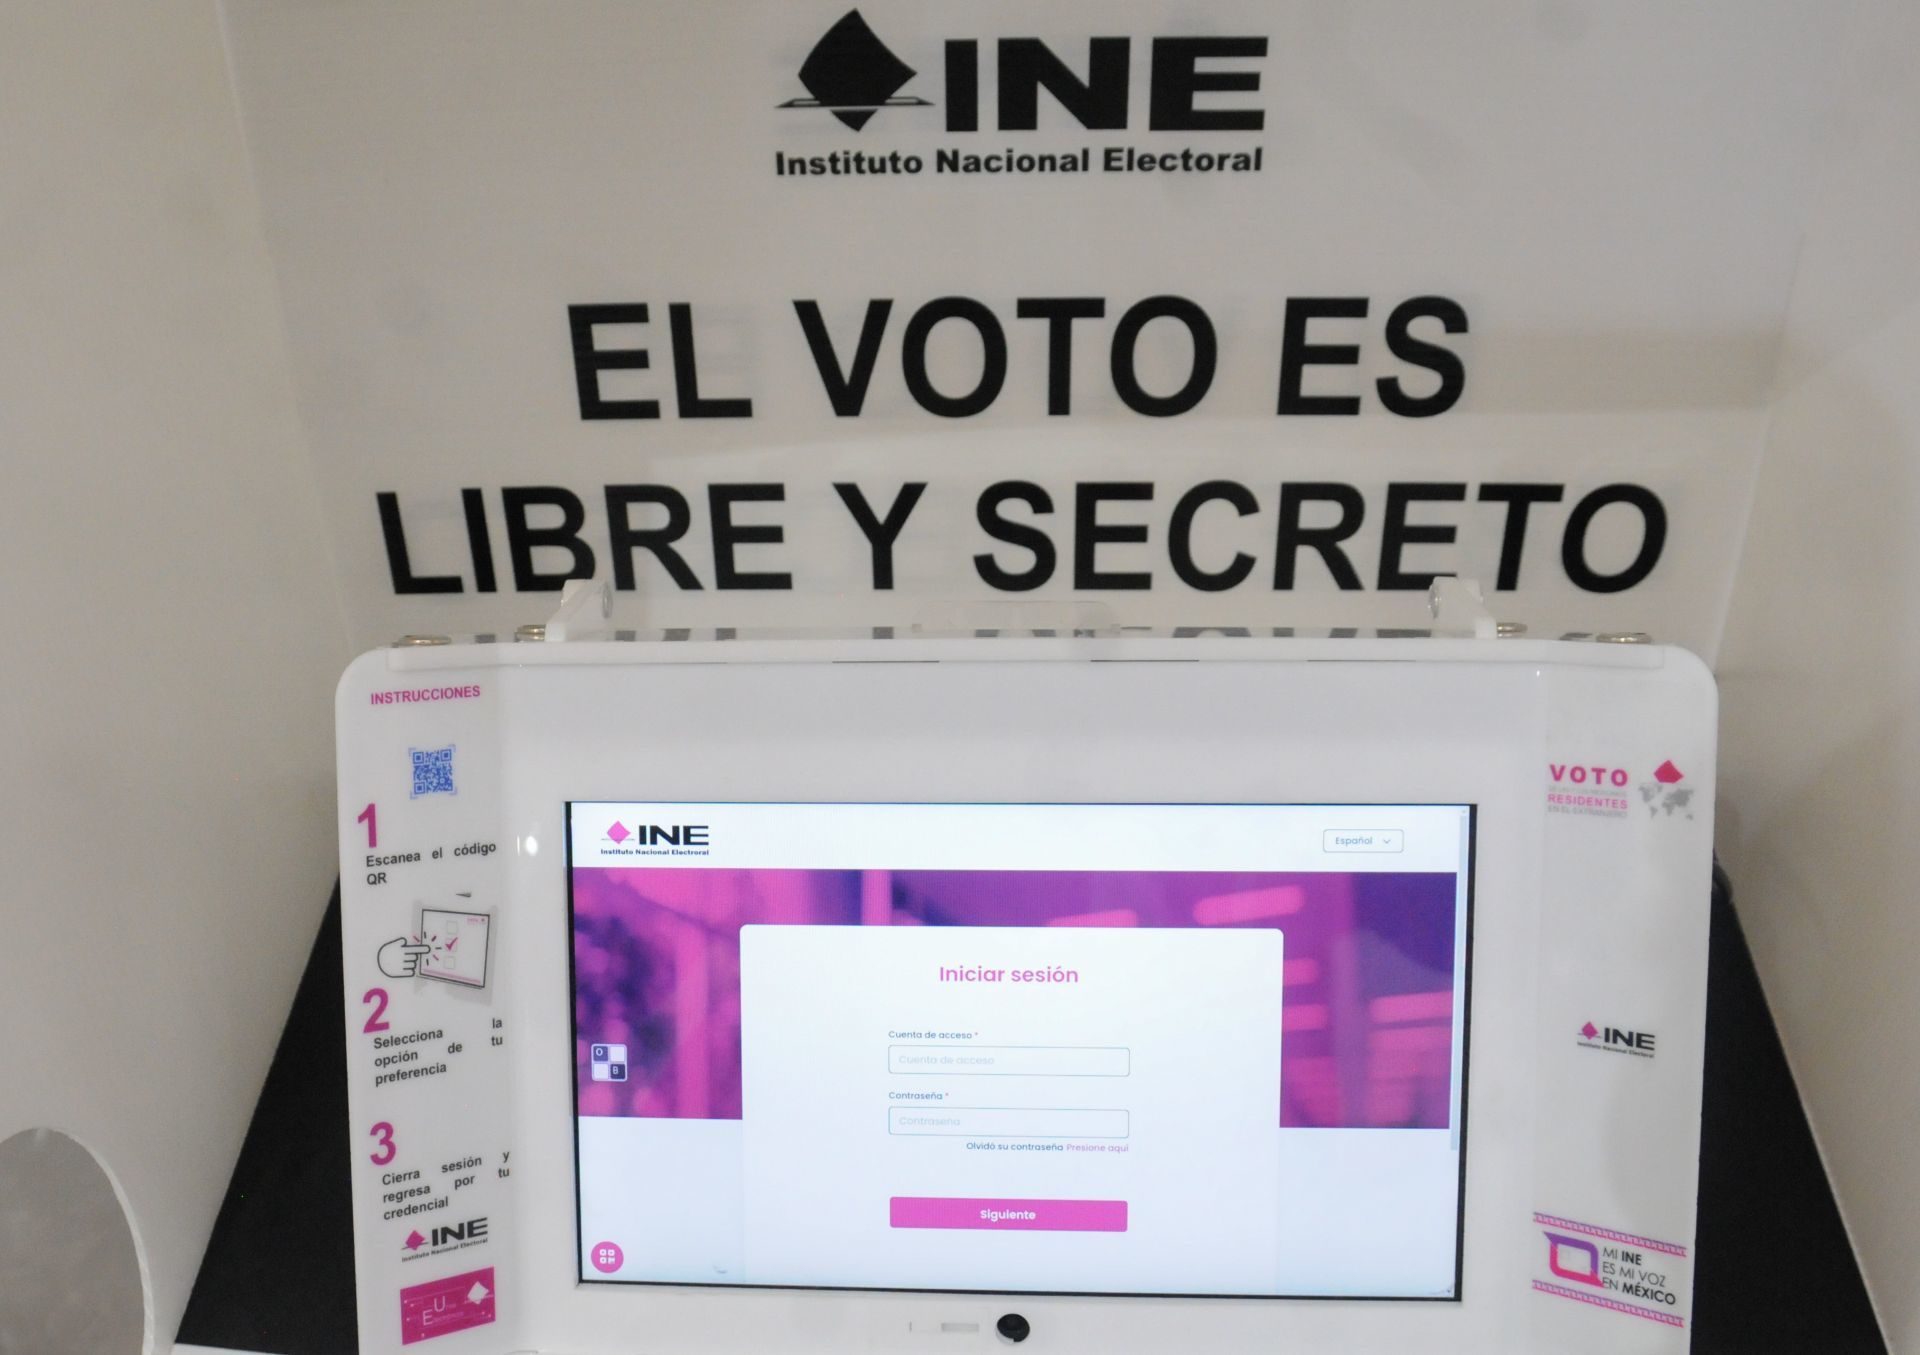 INE
Instituto Nacional Electoral
EL VOTO ES
LIBRE Y SECRETO
INSTRUCCIONES
1
Escanea el código
QR
2
Selecciona la
opción de tu
preferencia
3
Cierra sesión y
regresa por tu
credencial
INE
Instituto Nacional Electoral
Urna
Electrónica
INE
Instituto Nacional Electroral
Español
Iniciar sesión
Cuenta de acceso *
Cuenta de acceso
Contraseña *
Contraseña
Olvidó su contraseña Presione aquí
Siguiente
O
B
VOTO
RESIDENTES
EN EL EXTRANJERO
INE
Instituto Nacional Electoral
MI INE
ES MI VOZ
EN MÉXICO